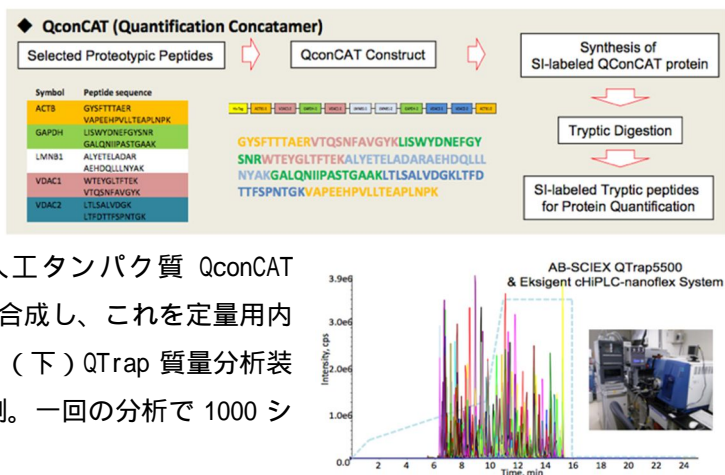 ◆ QconCAT (Quantification Concatamer)
Selected Proteotypic Peptides
QconCAT Construct
Synthesis of
SI-labeled QConCAT protein
Symbol Peptide sequence
ACTB GYSFTTTAER
VAPEEHPVLLTEAPLNPK
GAPDH LISWYDNEFGYSNR
GALQNIIPASTGAAK
LMNB1 ALYETELADAR
AEHDQLLLNYAK
VDAC1 WTEYGLTFTEK
VTQSNFAVGYK
VDAC2 LTLSALVDGK
LTFDTTFSPNTGK
GYSFTTTAERVTQSNFAVGYKLISWYDNEFGY
SNRWTEYGLTFTEKALYETELADARAEHDQLLL
NYAKGALQNIIPASTGAAKLTLSALVDGKLTFD
TTFSPNTGKVAPEEHPVLLTEAPLNPK
Tryptic Digestion
SI-labeled Tryptic peptides
for Protein Quantification
人工タンパク質 QconCAT
合成し、これを定量用内
(下)QTrap 質量分析装
例。一回の分析で 1000 シ
AB-SCIEX QTrap5500
& Eksigent cHiPLC-nanoflex System
Intensity, cps
3.9e6
3.0e6
2.0e6
1.0e6
0.0
2 4 6 8 10 12 14 16 18 20 22 24
Time, min